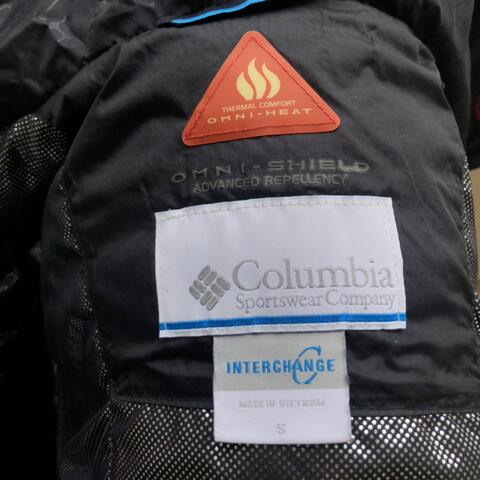 THERMAL COMFORT
OMNI-HEAT
OMNI-SHIELD
ADVANCED REPELLENCY
Columbia
Sportswear Company
INTERCHANGE
MADE IN VIETNAM
S